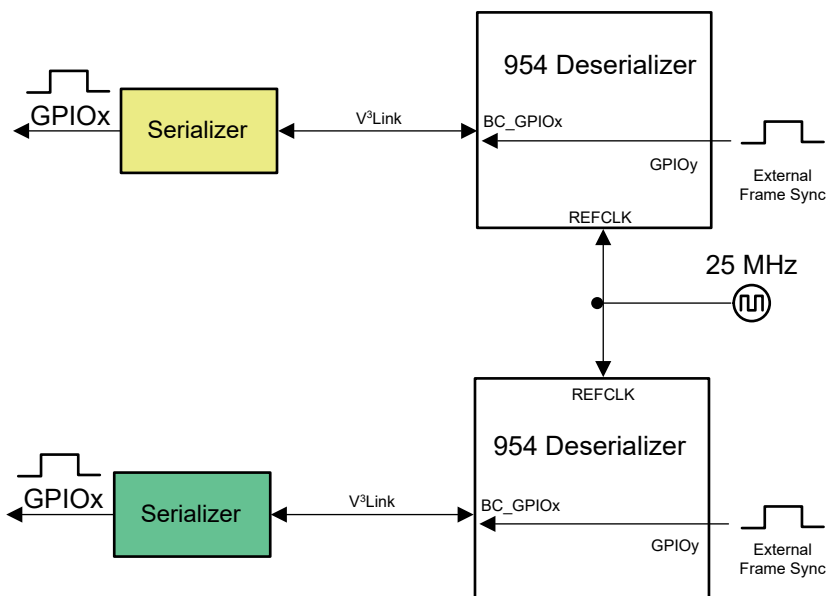 954 Deserializer
GPIOx
Serializer
V³Link
BC_GPIOx
GPIOy
External
Frame Sync
REFCLK
25 MHz
REFCLK
954 Deserializer
GPIOx
Serializer
V³Link
BC_GPIOx
GPIOy
External
Frame Sync